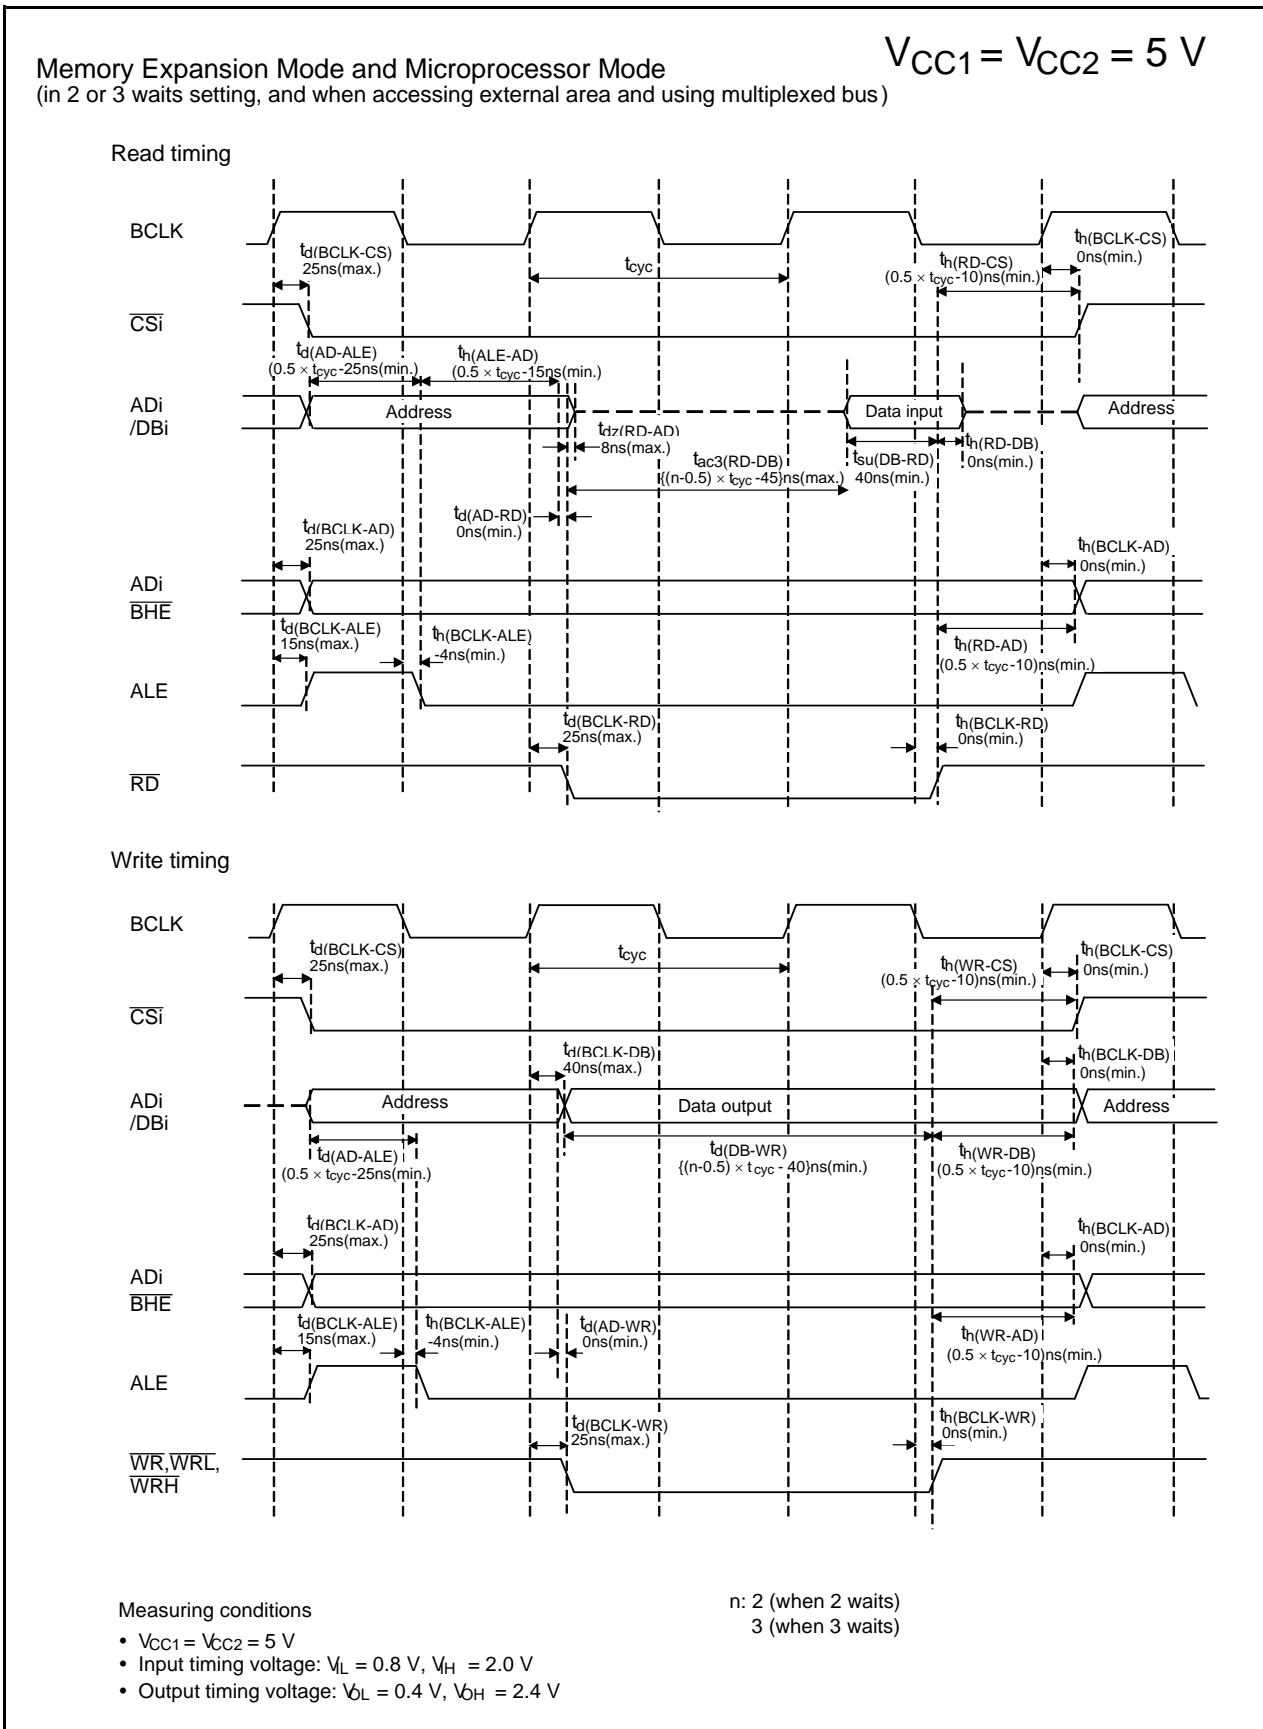 VCC1 = VCC2 = 5 V
Memory Expansion Mode and Microprocessor Mode
(in 2 or 3 waits setting, and when accessing external area and using multiplexed bus)
Read timing
BCLK
td(BCLK-CS)
25ns(max.)
tcyc
th(RD-CS)
(0.5 × tcyc-10)ns(min.)
th(BCLK-CS)
0ns(min.)
CSi
td(AD-ALE)
(0.5 × tcyc-25ns(min.)
th(ALE-AD)
(0.5 × tcyc-15ns(min.)
ADi
/DBi
Address
Data input
Address
tdz(RD-AD)
8ns(max.)
tac3(RD-DB)
{(n-0.5) × tcyc -45}ns(max.)
tsu(DB-RD)
40ns(min.)
th(RD-DB)
0ns(min.)
td(AD-RD)
0ns(min.)
td(BCLK-AD)
25ns(max.)
th(BCLK-AD)
0ns(min.)
ADi
BHE
td(BCLK-ALE)
15ns(max.)
th(BCLK-ALE)
-4ns(min.)
th(RD-AD)
(0.5 × tcyc-10)ns(min.)
ALE
td(BCLK-RD)
25ns(max.)
th(BCLK-RD)
0ns(min.)
RD
Write timing
BCLK
td(BCLK-CS)
25ns(max.)
tcyc
th(WR-CS)
(0.5 × tcyc-10)ns(min.)
th(BCLK-CS)
0ns(min.)
CSi
td(BCLK-DB)
40ns(max.)
th(BCLK-DB)
0ns(min.)
ADi
/DBi
Address
Data output
Address
td(AD-ALE)
(0.5 × tcyc-25ns(min.)
td(DB-WR)
{(n-0.5) × tcyc - 40}ns(min.)
th(WR-DB)
(0.5 × tcyc-10)ns(min.)
td(BCLK-AD)
25ns(max.)
th(BCLK-AD)
0ns(min.)
ADi
BHE
td(BCLK-ALE)
15ns(max.)
th(BCLK-ALE)
-4ns(min.)
td(AD-WR)
0ns(min.)
th(WR-AD)
(0.5 × tcyc-10)ns(min.)
ALE
td(BCLK-WR)
25ns(max.)
th(BCLK-WR)
0ns(min.)
WR,WRL,
WRH
Measuring conditions
• VCC1 = VCC2 = 5 V
• Input timing voltage: VIL = 0.8 V, VIH = 2.0 V
• Output timing voltage: VOL = 0.4 V, VOH = 2.4 V
n: 2 (when 2 waits)
3 (when 3 waits)